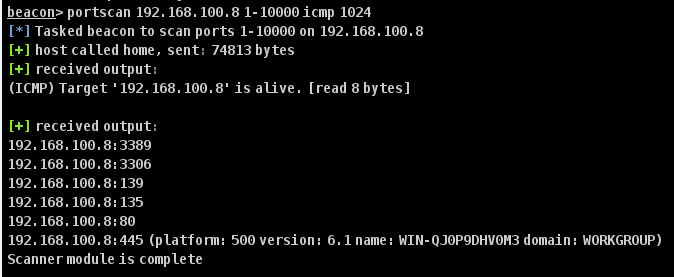 beacon> portscan 192.168.100.8 1-10000 icmp 1024
[*] Tasked beacon to scan ports 1-10000 on 192.168.100.8
[+] host called home, sent: 74813 bytes
[+] received output:
(ICMP) Target '192.168.100.8' is alive. [read 8 bytes]
[+] received output:
192.168.100.8:3389
192.168.100.8:3306
192.168.100.8:139
192.168.100.8:135
192.168.100.8:80
192.168.100.8:445 (platform: 500 version: 6.1 name: WIN-QJ0P9DHV0M3 domain: WORKGROUP)
Scanner module is complete